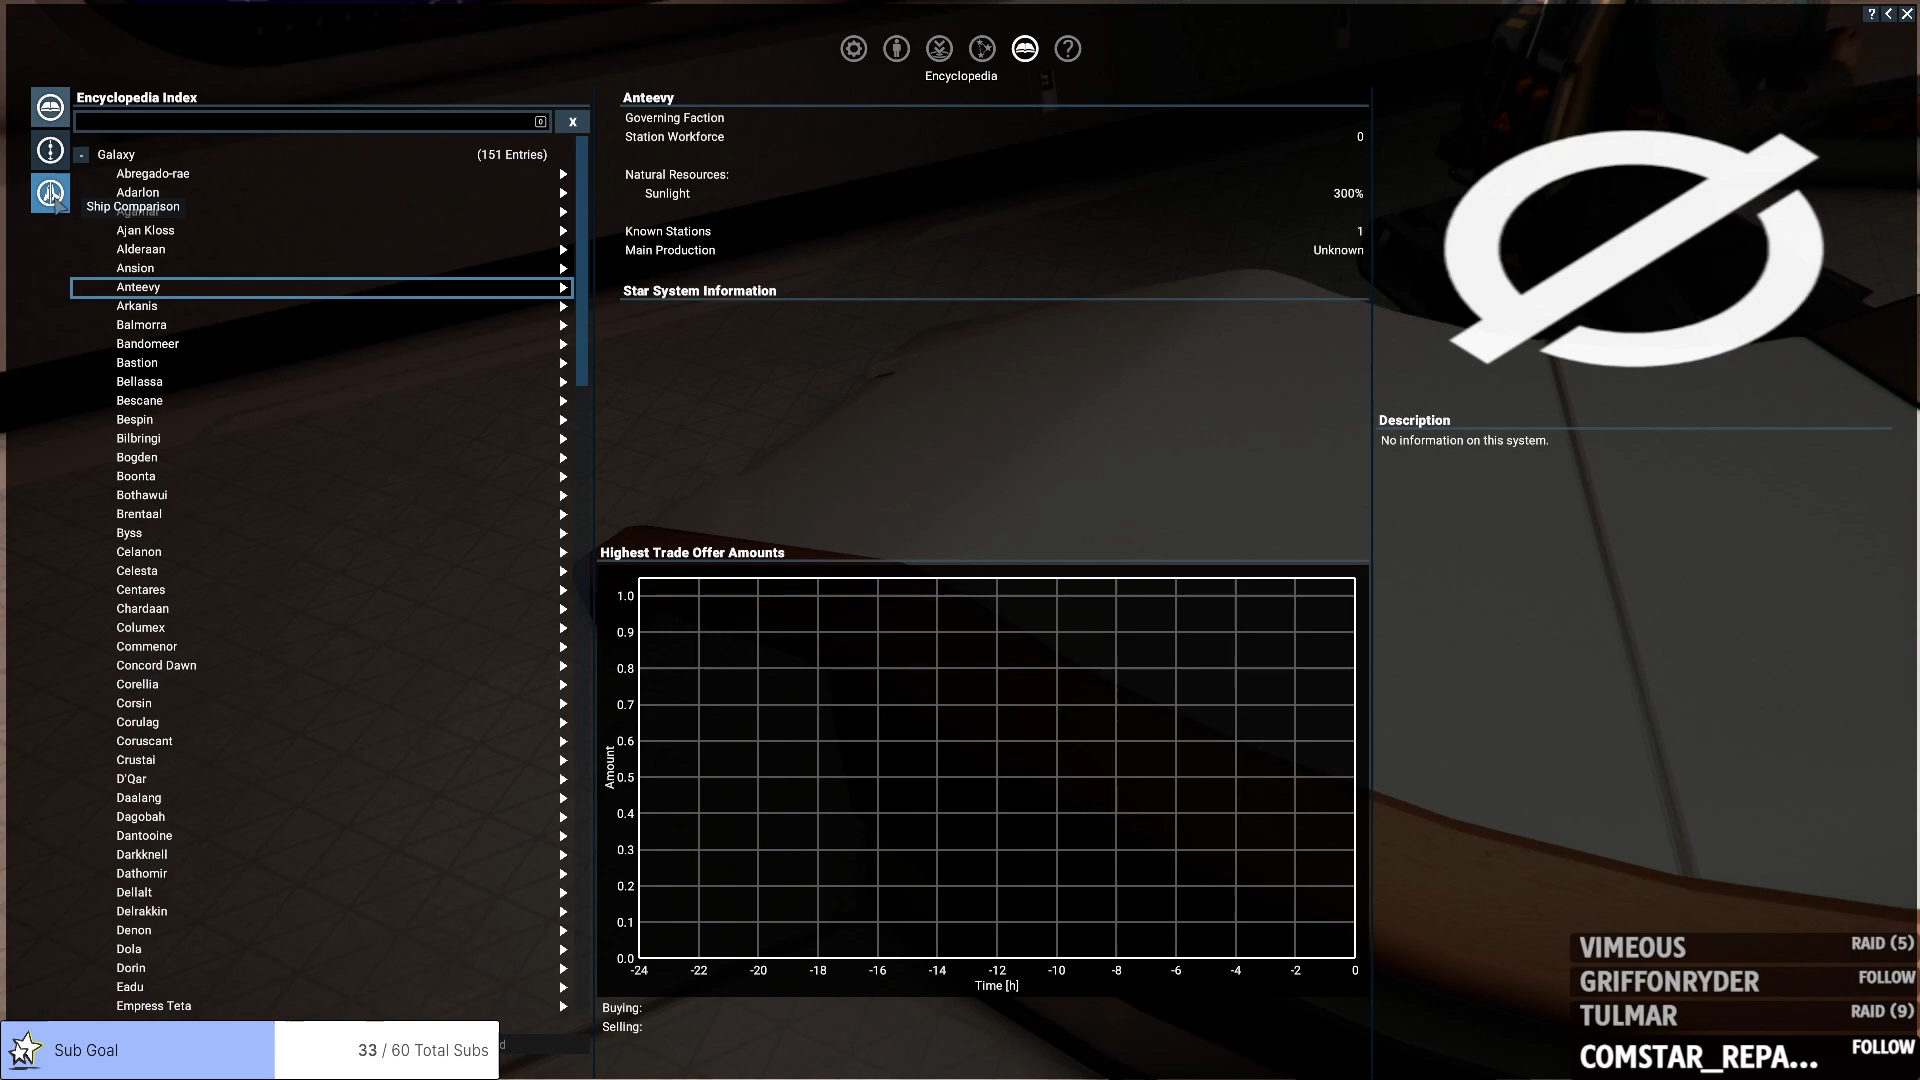 ? < X
Encyclopedia
Encyclopedia Index
0 X
- Galaxy (151 Entries)
Abregado-rae
Adarlon
Ship Comparison
Agamar
Ajan Kloss
Alderaan
Ansion
Anteevy
Arkanis
Balmorra
Bandomeer
Bastion
Bellassa
Bescane
Bespin
Bilbringi
Bogden
Boonta
Bothawui
Brentaal
Byss
Celanon
Celesta
Centares
Chardaan
Columex
Commenor
Concord Dawn
Corellia
Corsin
Corulag
Coruscant
Crustai
D'Qar
Daalang
Dagobah
Dantooine
Darkknell
Dathomir
Dellalt
Delrakkin
Denon
Dola
Dorin
Eadu
Empress Teta
Anteevy
Governing Faction
Station Workforce 0
Natural Resources:
Sunlight 300%
Known Stations 1
Main Production Unknown
Star System Information
Highest Trade Offer Amounts
1.0
0.9
0.8
0.7
0.6
0.5
0.4
0.3
0.2
0.1
0.0
Amount
-24 -22 -20 -18 -16 -14 -12 -10 -8 -6 -4 -2 0
Time [h]
Buying:
Selling:
Description
No information on this system.
Sub Goal 33 / 60 Total Subs
VIMEOUS RAID (5)
GRIFFONRYDER FOLLOW
TULMAR RAID (9)
COMSTAR_REPA... FOLLOW